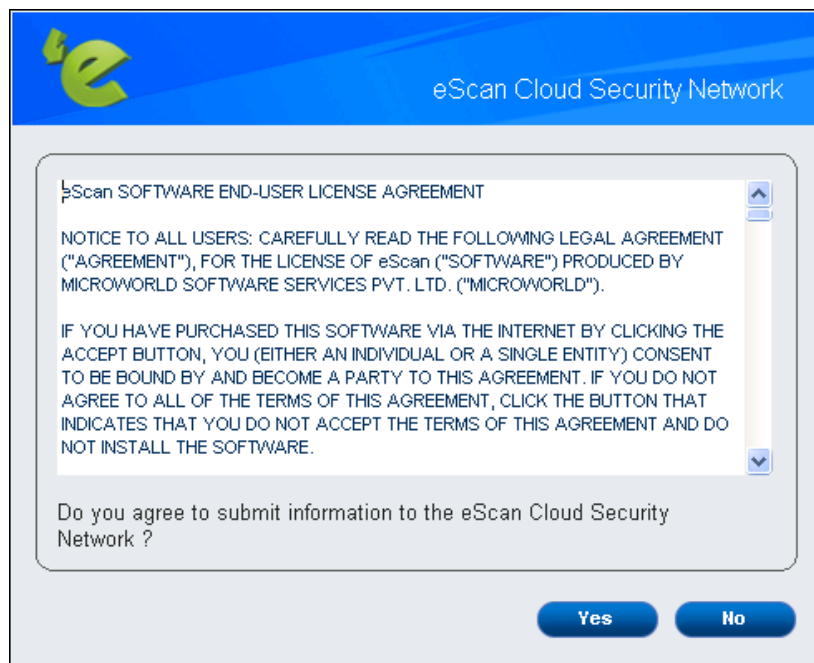 eScan Cloud Security Network
eScan SOFTWARE END-USER LICENSE AGREEMENT
NOTICE TO ALL USERS: CAREFULLY READ THE FOLLOWING LEGAL AGREEMENT
("AGREEMENT"), FOR THE LICENSE OF eScan ("SOFTWARE") PRODUCED BY
MICROWORLD SOFTWARE SERVICES PVT. LTD. ("MICROWORLD").
IF YOU HAVE PURCHASED THIS SOFTWARE VIA THE INTERNET BY CLICKING THE
ACCEPT BUTTON, YOU (EITHER AN INDIVIDUAL OR A SINGLE ENTITY) CONSENT
TO BE BOUND BY AND BECOME A PARTY TO THIS AGREEMENT. IF YOU DO NOT
AGREE TO ALL OF THE TERMS OF THIS AGREEMENT, CLICK THE BUTTON THAT
INDICATES THAT YOU DO NOT ACCEPT THE TERMS OF THIS AGREEMENT AND DO
NOT INSTALL THE SOFTWARE.
Do you agree to submit information to the eScan Cloud Security
Network ?
Yes No